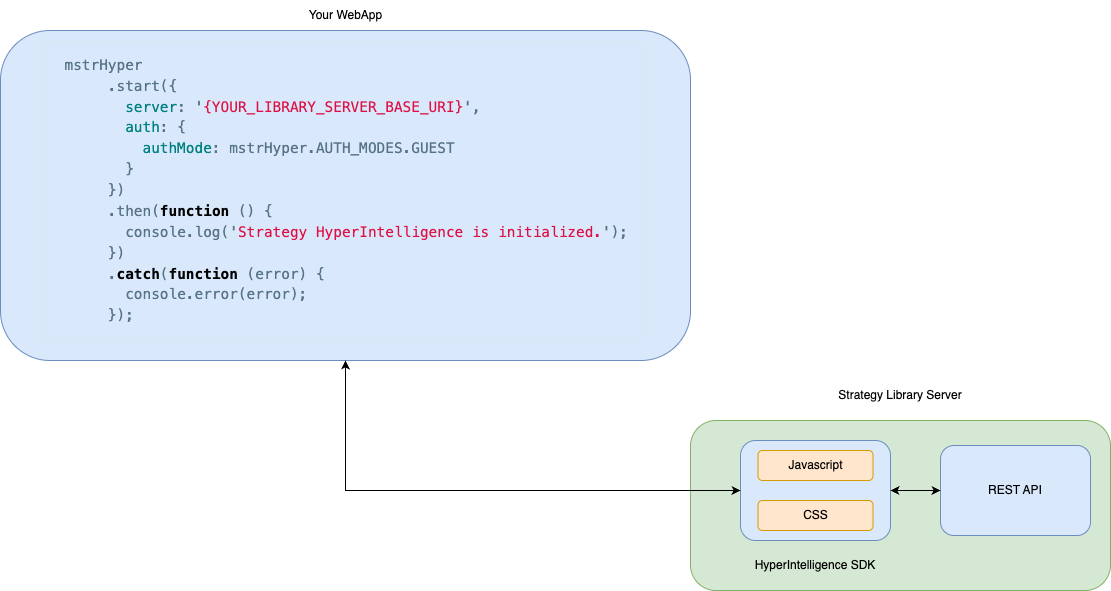 Your WebApp
mstrHyper
.start({
server: '{YOUR_LIBRARY_SERVER_BASE_URI}',
auth: {
authMode: mstrHyper.AUTH_MODES.GUEST
}
})
.then(function () {
console.log('Strategy HyperIntelligence is initialized.');
})
.catch(function (error) {
console.error(error);
});
Strategy Library Server
Javascript
REST API
CSS
HyperIntelligence SDK